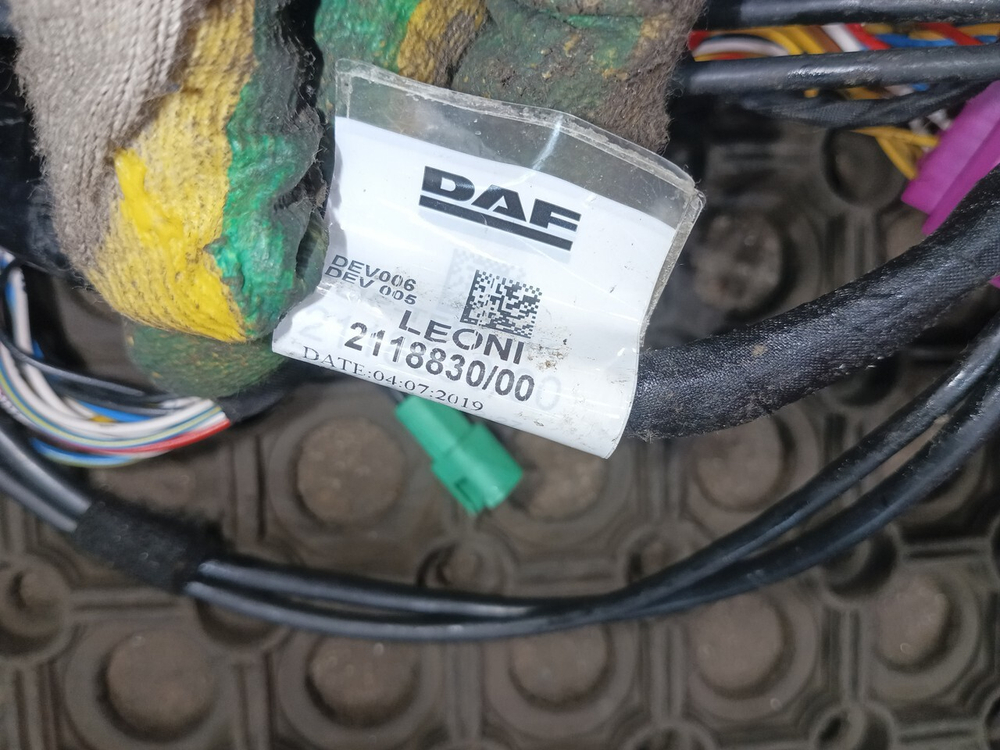 DAF
DEV006
DEV 005
LEONI
2118830/00
DATE:04:07:2019